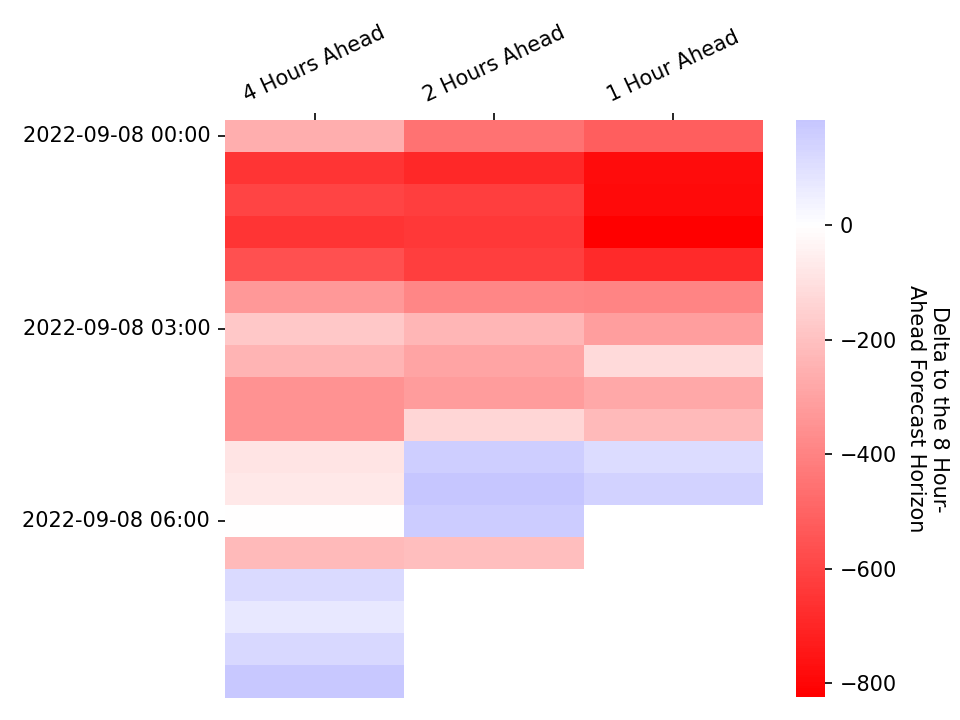 4 Hours Ahead
2 Hours Ahead
1 Hour Ahead
2022-09-08 00:00
2022-09-08 03:00
2022-09-08 06:00
0
−200
−400
−600
−800
Delta to the 8 Hour-
Ahead Forecast Horizon